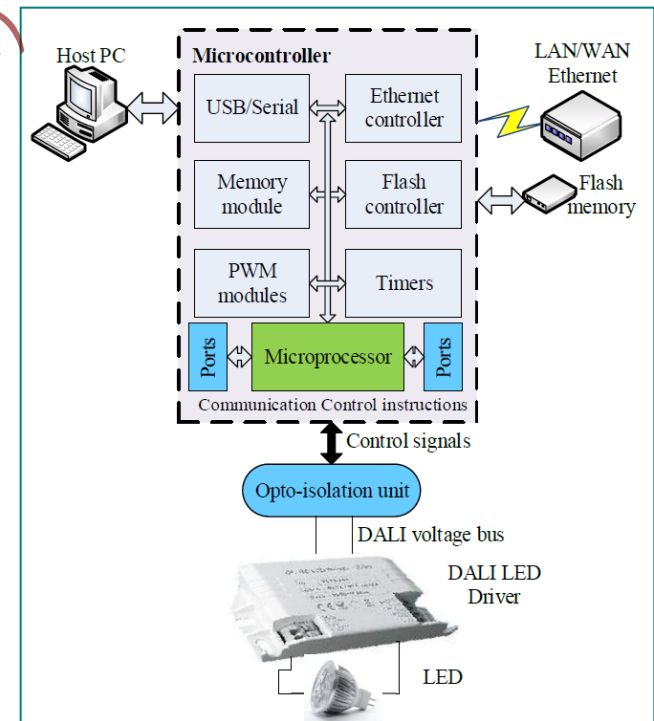 Host PC
Microcontroller
LAN/WAN
Ethernet
USB/Serial
Ethernet
controller
Memory
module
Flash
controller
Flash
memory
PWM
modules
Timers
Ports
Microprocessor
Ports
Communication Control instructions
Control signals
Opto-isolation unit
DALI voltage bus
DALI LED
Driver
LED